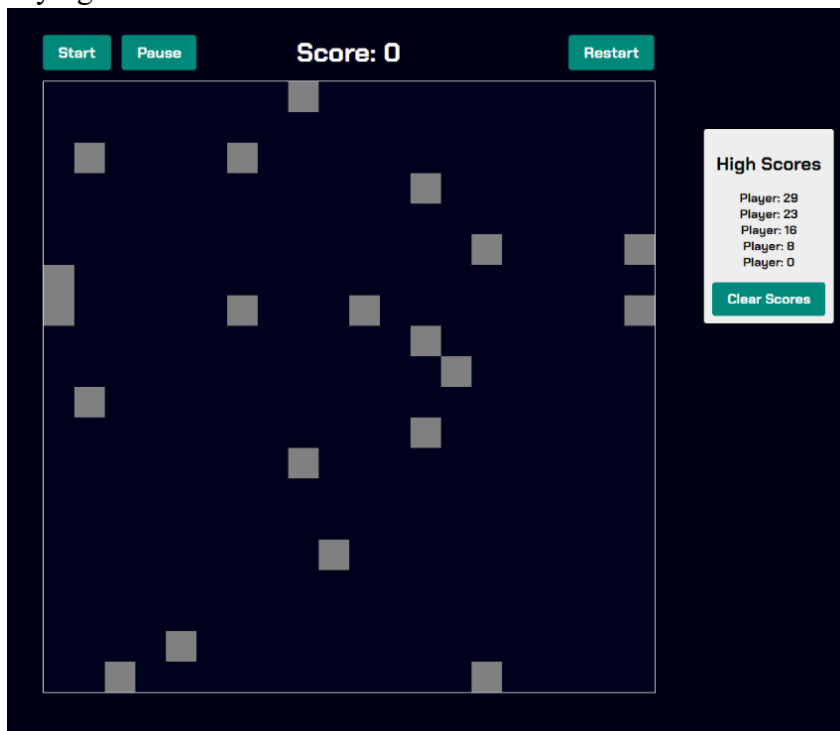 Start
Pause
Score: 0
Restart
High Scores
Player: 29
Player: 23
Player: 16
Player: 8
Player: 0
Clear Scores